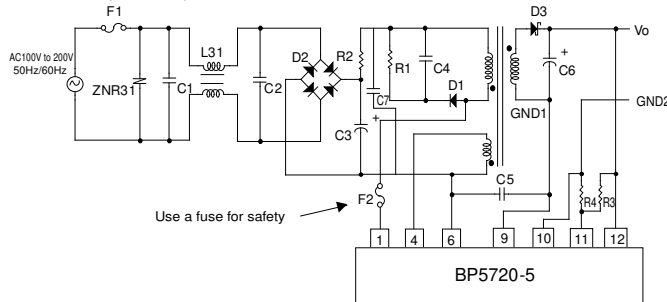 F1
D3
Vo
AC100V to 200V
50Hz/60Hz
L31
D2
R2
R1
C4
C6
ZNR31
C1
C2
C7
D1
GND1
GND2
C3
+
+
C5
F2
R4
R3
Use a fuse for safety
1
4
6
9
10
11
12
BP5720-5